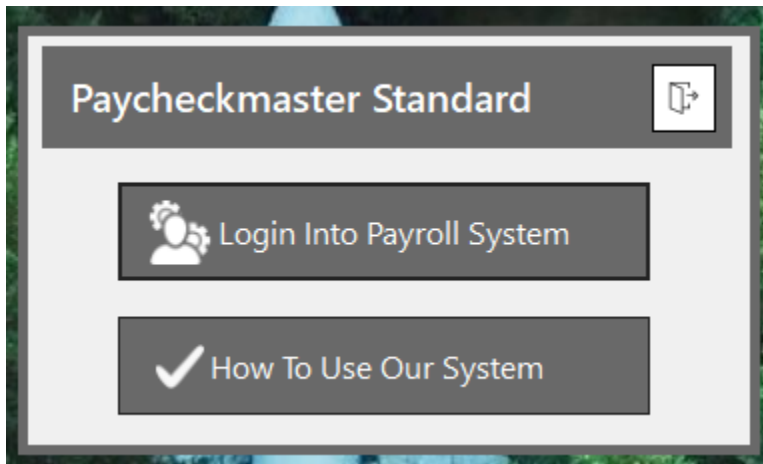 Paycheckmaster Standard
Login Into Payroll System
How To Use Our System